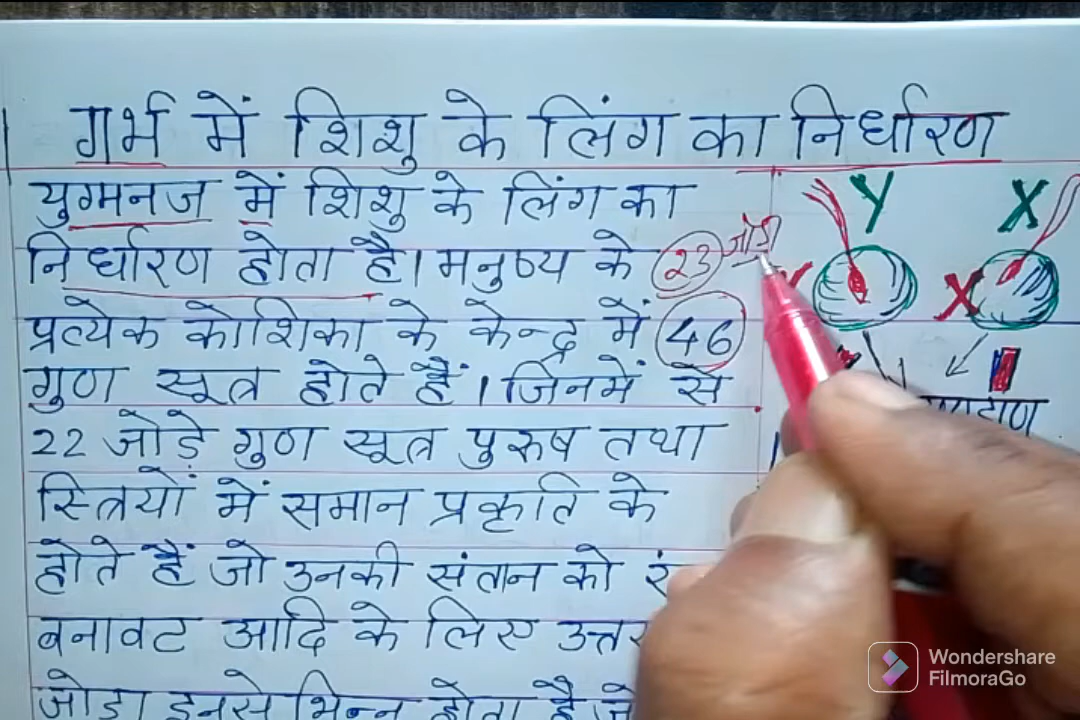 गर्भ में शिशु के लिंग का निर्धारण
युग्मनज में शिशु के लिंग का
निर्धारण होता है। मनुष्य के 23 जोड़ी
प्रत्येक कोशिका के केन्द्र में 46
गुण सूत्र होते हैं । जिनमें से
22 जोड़े गुण सूत्र पुरुष तथा
स्त्रियों में समान प्रकृति के
होते हैं जो उनकी संतान को
बनावट आदि के लिए
जोड़ा इनसे भिन्न होता है
Y X
X X
Wondershare
FilmoraGo